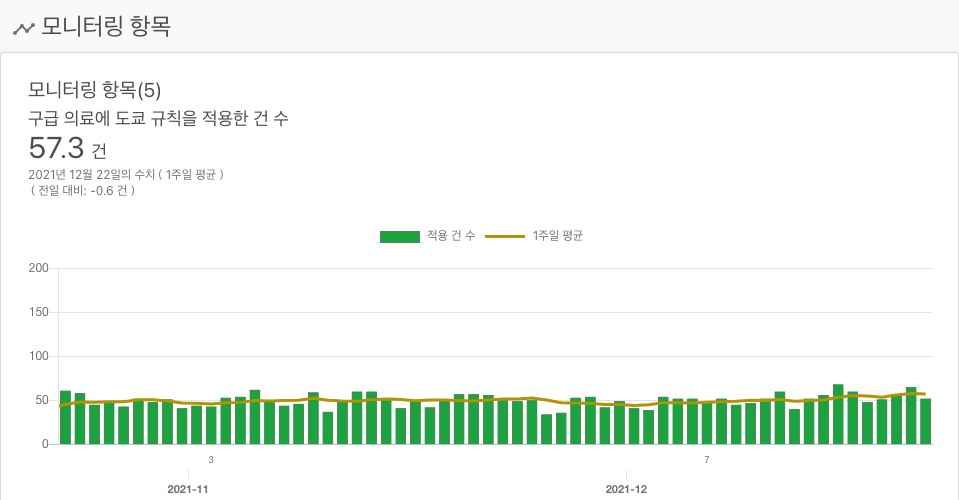 모니터링 항목
모니터링 항목(5)
구급 의료에 도쿄 규칙을 적용한 건 수
57.3 건
2021년 12월 22일의 수치 ( 1주일 평균 )
( 전일 대비: -0.6 건 )
적용 건 수 1주일 평균
200
150
100
50
0
3 7
2021-11 2021-12